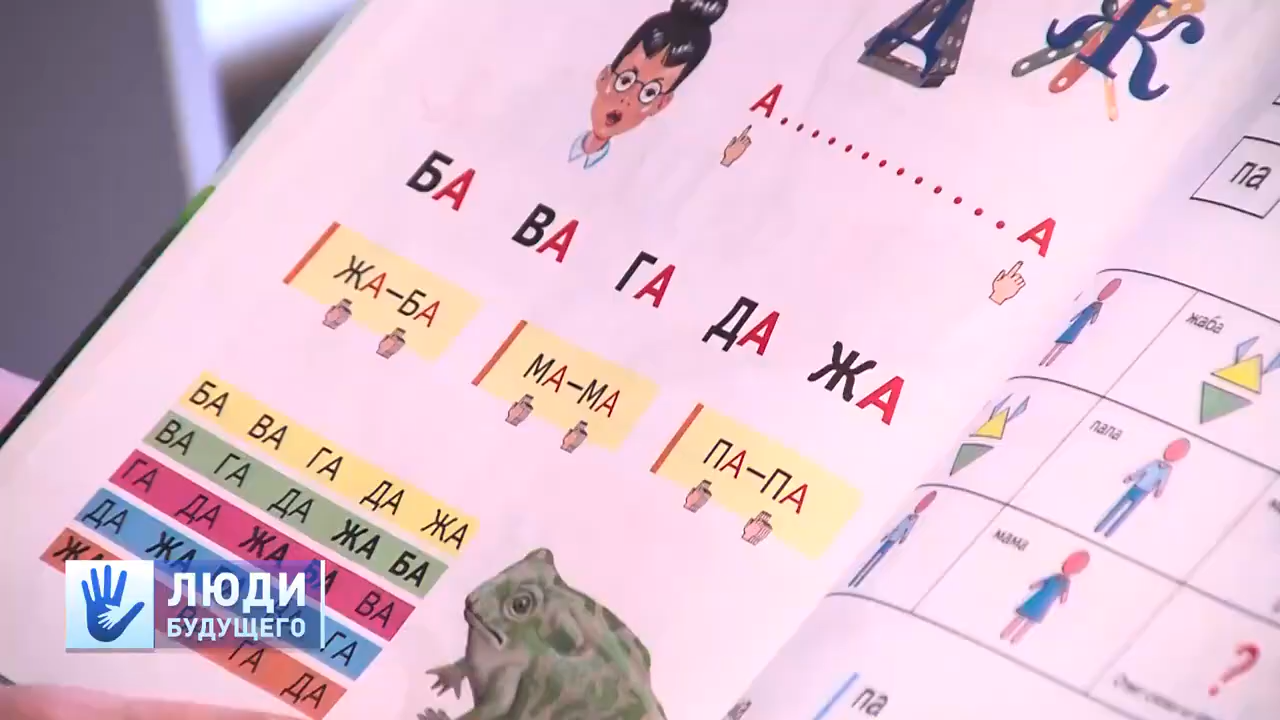 Д Ж
А.............А
БА ВА ГА ДА ЖА
ЖА–БА
МА–МА
ПА–ПА
БА ВА ГА ДА ЖА
ВА ГА ДА ЖА БА
ГА ДА ЖА БА ВА
ДА ЖА ГА
ГА ДА
па
жаба
папа
мама
?
па
ЛЮДИ
БУДУЩЕГО